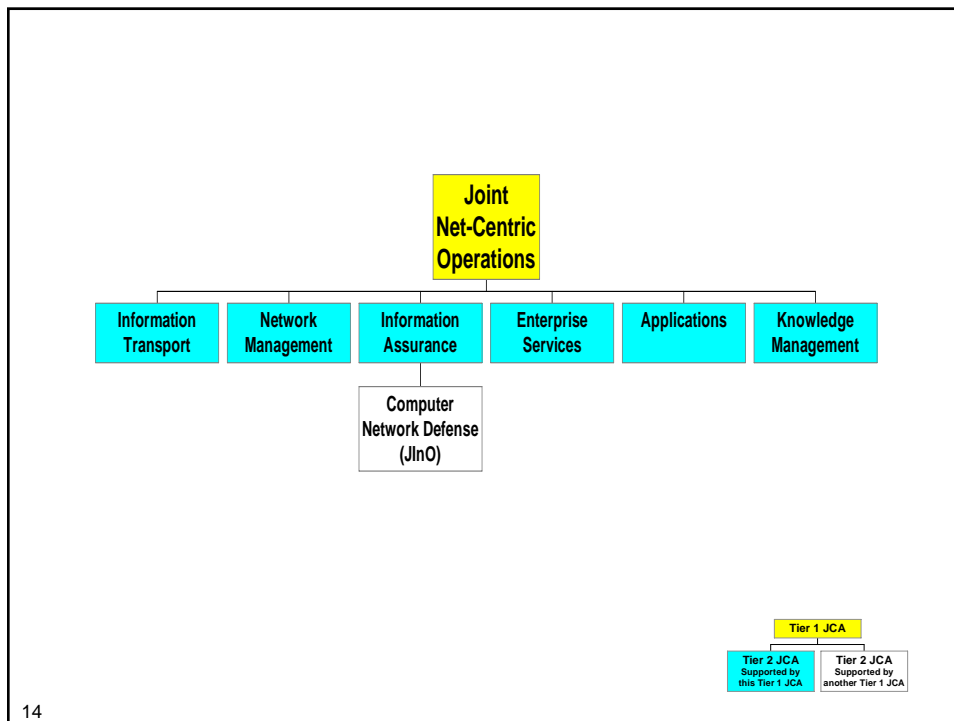 Joint
Net-Centric
Operations
Information
Transport
Network
Management
Information
Assurance
Enterprise
Services
Applications
Knowledge
Management
Computer
Network Defense
(JInO)
Tier 1 JCA
Tier 2 JCA
Supported by
this Tier 1 JCA
Tier 2 JCA
Supported by
another Tier 1 JCA
14